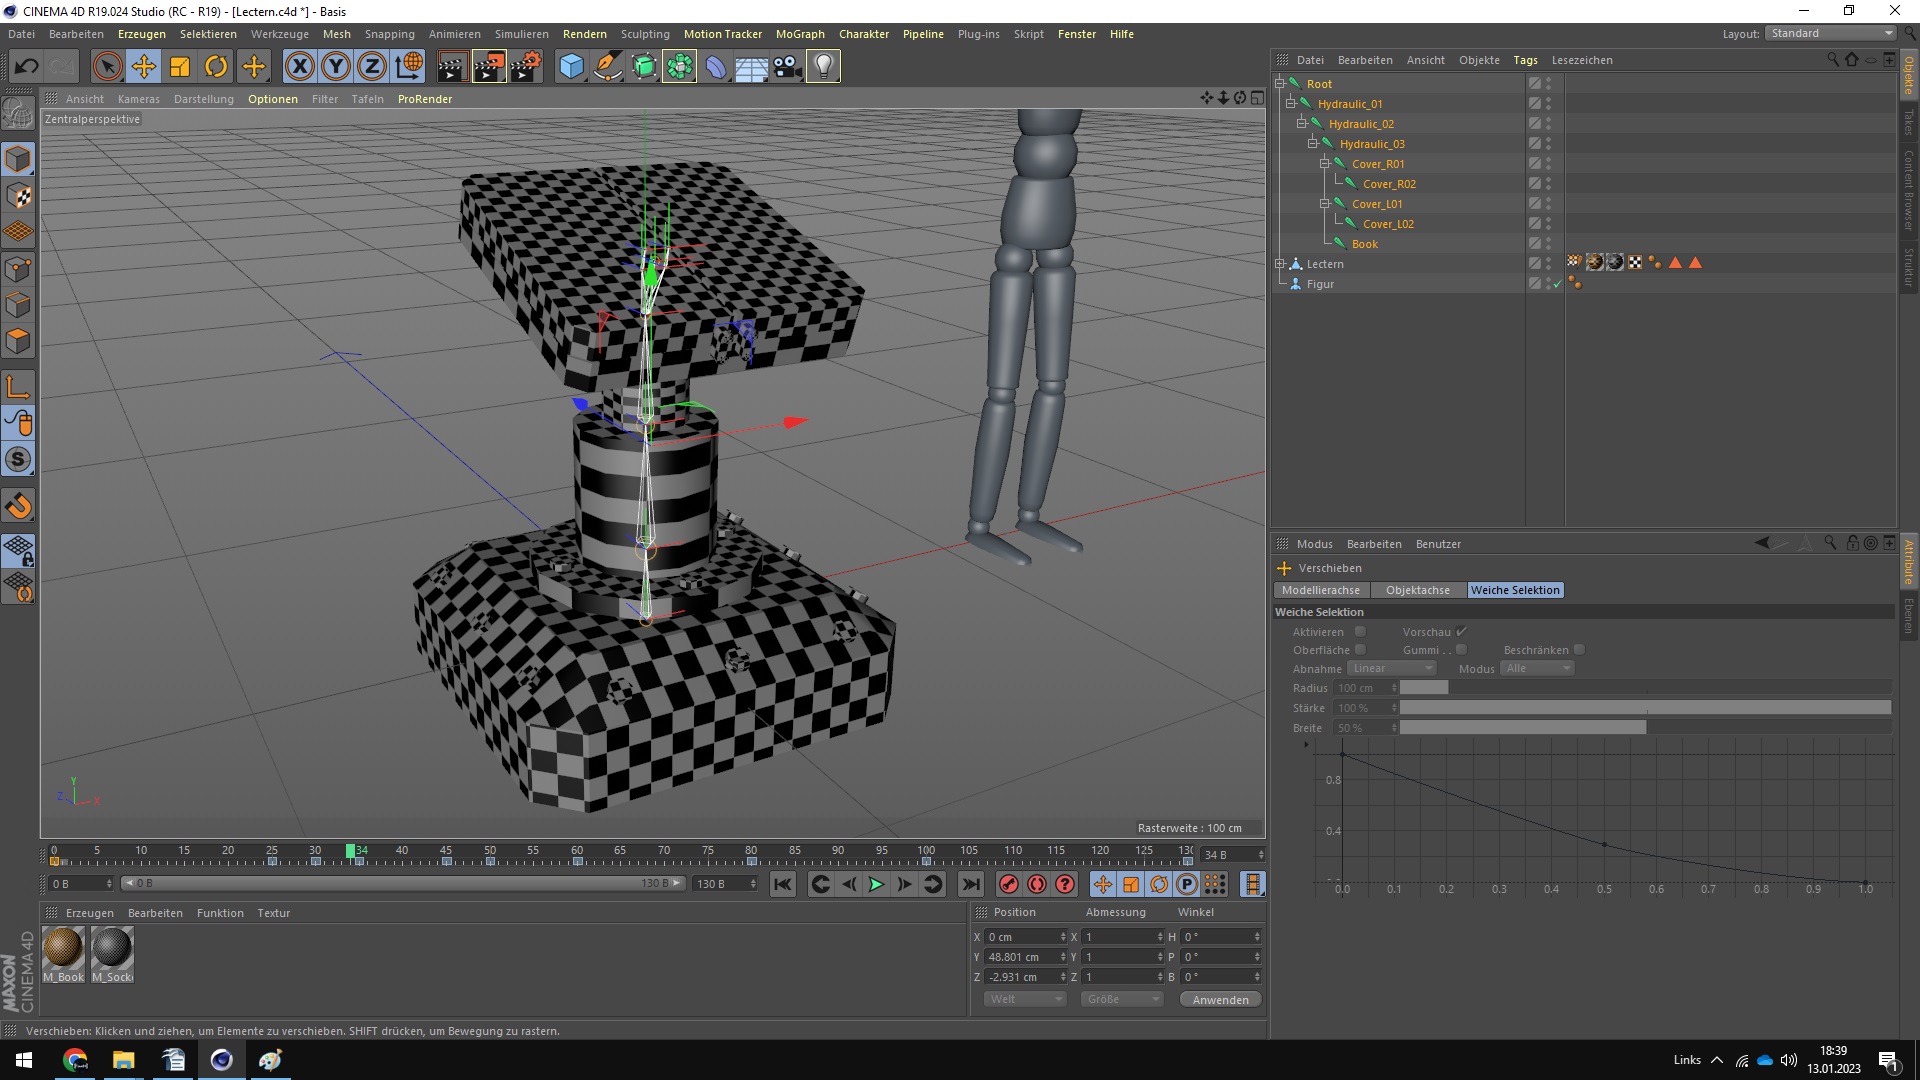 CINEMA 4D R19.024 Studio (RC - R19) - [Lectern.c4d *] - Basis
Datei Bearbeiten Erzeugen Selektieren Werkzeuge Mesh Snapping Animieren Simulieren Rendern Sculpting Motion Tracker MoGraph Charakter Pipeline Plug-ins Skript Fenster Hilfe Layout: Standard
Ansicht Kameras Darstellung Optionen Filter Tafeln ProRender
Zentralperspektive
Y
Z X
Rasterweite : 100 cm
Datei Bearbeiten Ansicht Objekte Tags Lesezeichen
Root
Hydraulic_01
Hydraulic_02
Hydraulic_03
Cover_R01
Cover_R02
Cover_L01
Cover_L02
Book
Lectern
Figur
Objekte
Takes
Content Browser
Struktur
Modus Bearbeiten Benutzer
Verschieben
Modellierachse Objektachse Weiche Selektion
Weiche Selektion
Aktivieren Vorschau
Oberfläche Gummi . . Beschränken
Abnahme Linear Modus Alle
Radius 100 cm
Stärke 100 %
Breite 50 %
0.8
0.4
0.0 0.1 0.2 0.3 0.4 0.5 0.6 0.7 0.8 0.9 1.0
Attribute
Ebenen
0 5 10 15 20 25 30 34 40 45 50 55 60 65 70 75 80 85 90 95 100 105 110 115 120 125 130 34 B
0 B 0 B 130 B 130 B
Erzeugen Bearbeiten Funktion Textur
M_Book M_Socke
Position Abmessung Winkel
X 0 cm X 1 H 0 °
Y 48.801 cm Y 1 P 0 °
Z -2.931 cm Z 1 B 0 °
Welt Größe Anwenden
MAXON
CINEMA 4D
Verschieben: Klicken und ziehen, um Elemente zu verschieben. SHIFT drücken, um Bewegung zu rastern.
Links 18:39
13.01.2023
1